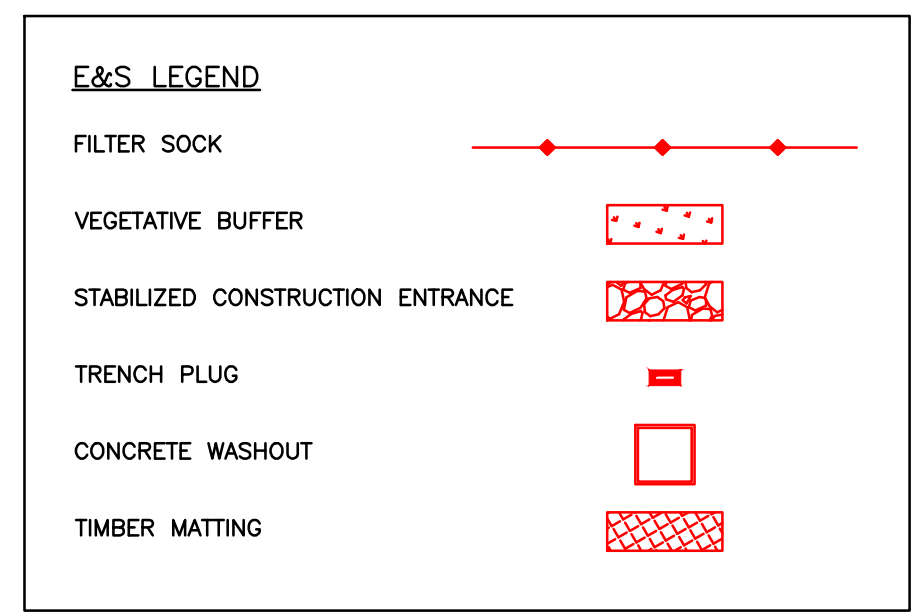 E&S LEGEND
FILTER SOCK
VEGETATIVE BUFFER
STABILIZED CONSTRUCTION ENTRANCE
TRENCH PLUG
CONCRETE WASHOUT
TIMBER MATTING